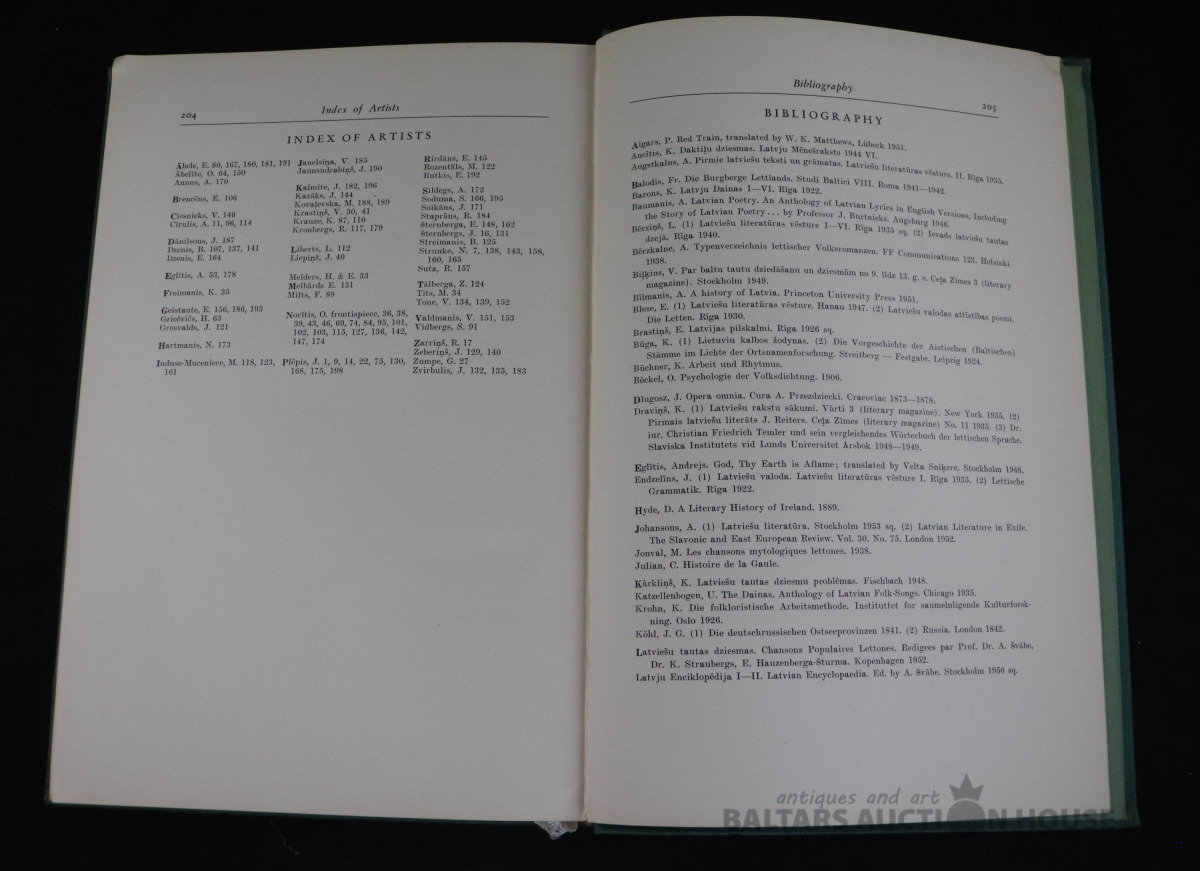 204
Index of Artists
INDEX OF ARTISTS
Ābele, E. 80, 167, 180, 181, 191
Ābelīte, O. 64, 150
Annus, A. 170
Brencēns, E. 106
Ciesnieks, V. 146
Cīrulis, A. 11, 96, 114
Dānilsons, J. 187
Dzenis, B. 107, 137, 141
Dzenis, E. 164
Eglītis, A. 53, 178
Freimanis, K. 35
Geistaute, E. 156, 186, 193
Gricēvičs, H. 63
Grosvalds, J. 121
Hartmanis, N. 173
Induse-Muceniece, M. 118, 123,
161
Janelsiņa, V. 185
Jaunsudrabiņš, J. 190
Kalmīte, J. 182, 196
Kazāks, J. 144
Kovaļevska, M. 188, 189
Krastiņš, V. 30, 41
Krauze, K. 87, 110
Kronbergs, R. 117, 179
Liberts, L. 112
Liepiņš, J. 40
Melders, H. & E. 33
Melbārds E. 131
Milts, F. 89
Norītis, O. frontispiece, 36, 38,
39, 43, 46, 69, 74, 84, 95, 101,
102, 103, 115, 127, 136, 142,
147, 174
Plēpis, J. 1, 9, 14, 22, 75, 130,
168, 175, 198
Rirdāns, E. 145
Rozentāls, M. 122
Rutkis, E. 192
Sildegs, A. 172
Soduma, S. 166, 195
Soikāns, J. 171
Staprāns, R. 184
Šternberga, E. 148, 162
Šternbergs, J. 16, 131
Streimanis, B. 125
Strunke, N. 7, 138, 143, 158,
160, 165
Suta, R. 157
Tālberga, Z. 124
Tīts, M. 34
Tone, V. 134, 139, 152
Valdmanis, V. 151, 153
Vidbergs, S. 91
Zarriņš, R. 17
Zeberiņš, J. 129, 140
Zumpe, G. 27
Zvirbulis, J. 132, 135, 183
Bibliography
205
BIBLIOGRAPHY
Aigars, P. Red Train, translated by W. K. Matthews, Lübeck 1951.
Ancītis, K. Daktiļu dziesmas. Latvju Mēnešraksts 1944 VI.
Augstkalns, A. Pirmie latviešu teksti un grāmatas. Latviešu literatūras vēsture. II. Rīga 1935.
Balodis, Fr. Die Burgberge Lettlands. Studi Baltici VIII. Roma 1941—1942.
Barons, K. Latvju Dainas I—VI. Rīga 1922.
Baumanis, A. Latvian Poetry. An Anthology of Latvian Lyrics in English Versions, Including
the Story of Latvian Poetry... by Professor J. Burtnieks. Augsburg 1946.
Bērziņš, L. (1) Latviešu literatūras vēsture I—VI. Rīga 1935 sq. (2) Ievads latviešu tautas
dzejā. Rīga 1940.
Bērzkalne, A. Typenverzeichnis lettischer Volksromanzen. FF Communications 123. Helsinki
1938.
Biļķins, V. Par baltu tautu dziedāšanu un dziesmām no 9. līdz 13. g. s. Ceļa Zīmes 3 (literary
magazine). Stockholm 1949.
Bīlmanis, A. A history of Latvia. Princeton University Press 1951.
Blese, E. (1) Latviešu literatūras vēsture. Hanau 1947. (2) Latviešu valodas attīstības posmi.
Die Letten. Rīga 1930.
Brastiņš, E. Latvijas pilskalni. Rīga 1926 sq.
Būga, K. (1) Lietuviu kalbos žodynas. (2) Die Vorgeschichte der Aistischen (Baltischen)
Stämme im Lichte der Ortsnamenforschung. Streitberg — Festgabe. Leipzig 1924.
Büchner, K. Arbeit und Rhytmus.
Böckel, O. Psychologie der Volksdichtung. 1906.
Dlugosz, J. Opera omnia. Cura A. Przezdziecki. Cracoviae 1873—1878.
Draviņš, K. (1) Latviešu rakstu sākumi. Vārti 3 (literary magazine). New York 1935. (2)
Pirmais latviešu literāts J. Reiters. Ceļa Zīmes (literary magazine) No. 11 1935. (3) Dr.
iur. Christian Friedrich Temler und sein vergleichendes Wörterbuch der lettischen Sprache.
Slaviska Institutets vid Lunds Universitet Årsbok 1948—1949.
Eglītis, Andrejs. God, Thy Earth is Aflame; translated by Velta Sniķere. Stockholm 1948.
Endzelīns, J. (1) Latviešu valoda. Latviešu literatūras vēsture I. Rīga 1935. (2) Lettische
Grammatik. Rīga 1922.
Hyde, D. A Literary History of Ireland. 1889.
Johansons, A. (1) Latviešu literatūra. Stockholm 1953 sq. (2) Latvian Literature in Exile.
The Slavonic and East European Review. Vol. 30. No. 75. London 1952.
Jonval, M. Les chansons mytologiques lettones. 1938.
Julian, C. Histoire de la Gaule.
Kārkliņš, K. Latviešu tautas dziesmu problēmas. Fischbach 1948.
Katzellenbogen, U. The Dainas. Anthology of Latvian Folk-Songs. Chicago 1935.
Krohn, K. Die folkloristische Arbeitsmethode. Instituttet for saumelnligende Kulturforsk-
ning. Oslo 1926.
Köhl, J. G. (1) Die deutschrussischen Ostseeprovinzen 1841. (2) Russia. London 1842.
Latviešu tautas dziesmas. Chansons Populaires Lettones. Redigees par Prof. Dr. A. Švābe,
Dr. K. Straubergs, E. Hauzenberga-Šturma. Kopenhagen 1952.
Latvju Enciklopēdija I—II. Latvian Encyclopaedia. Ed. by A. Švābe. Stockholm 1950 sq.
antiques and art
BALTARS AUCTION HOUSE